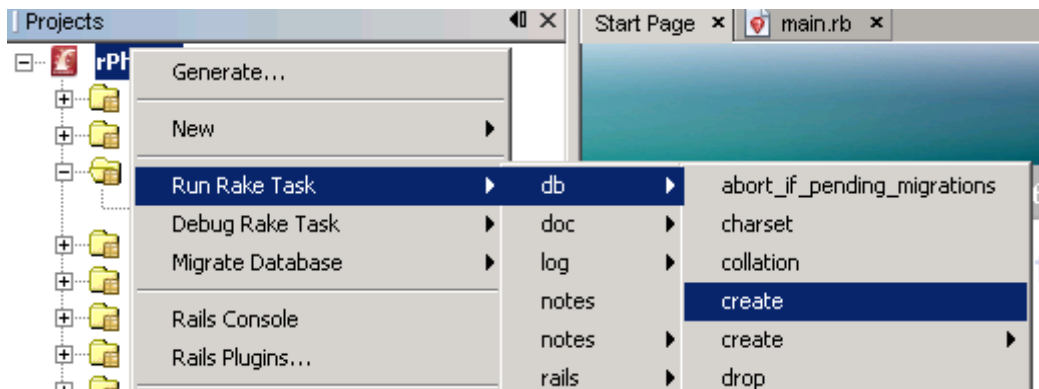 Projects
Start Page
main.rb
Generate...
New
Run Rake Task
Debug Rake Task
Migrate Database
Rails Console
Rails Plugins...
db
doc
log
notes
notes
rails
abort_if_pending_migrations
charset
collation
create
create
drop